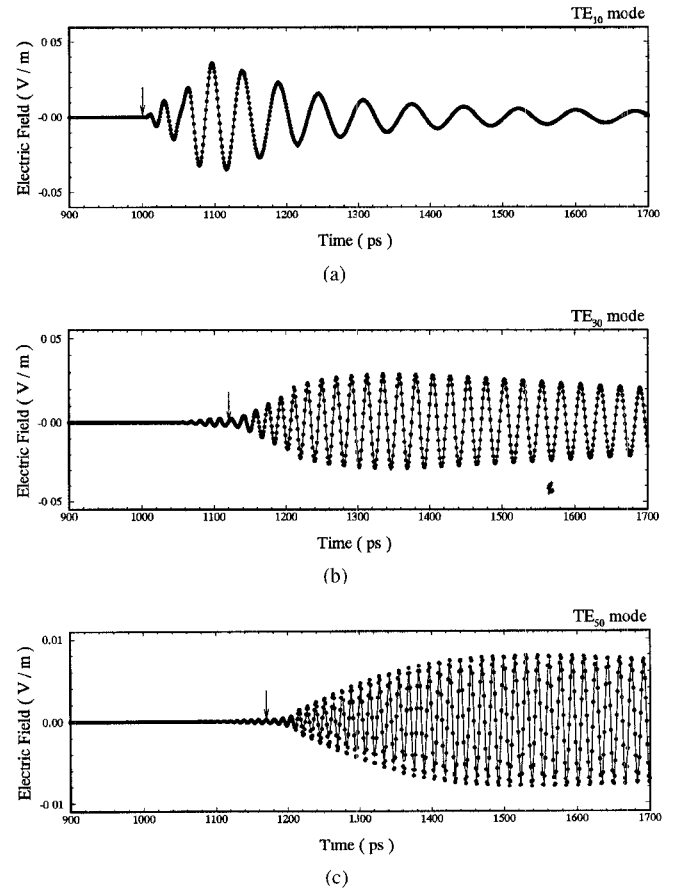 TE₁₀ mode
0 05
-0.00
-0.05
Electric Field ( V / m )
900 1000 1100 1200 1300 1400 1500 1600 1700
Time ( ps )
(a)
TE₃₀ mode
0 05
-0.00
-0 05
Electric Field ( V / m )
900 1000 1100 1200 1300 1400 1500 1600 1700
Time ( ps )
(b)
TE₅₀ mode
0.01
0.00
-0 01
Electric Field ( V / m )
900 1000 1100 1200 1300 1400 1500 1600 1700
Time ( ps )
(c)